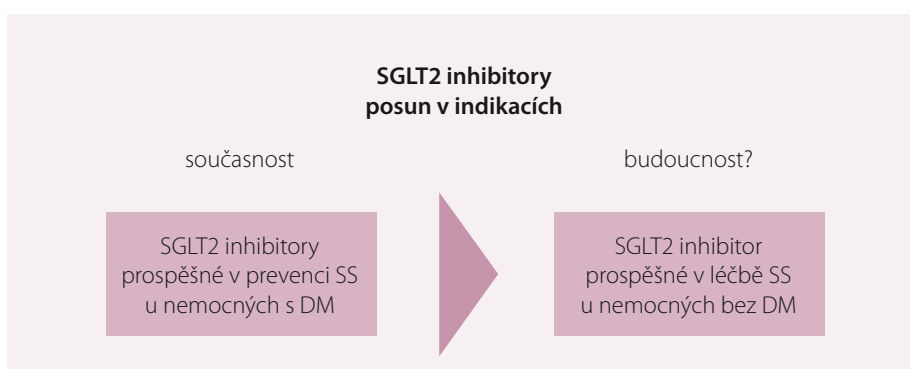 SGLT2 inhibitory
posun v indikacích
současnost
budoucnost?
SGLT2 inhibitory
prospěšné v prevenci SS
u nemocných s DM
SGLT2 inhibitor
prospěšné v léčbě SS
u nemocných bez DM